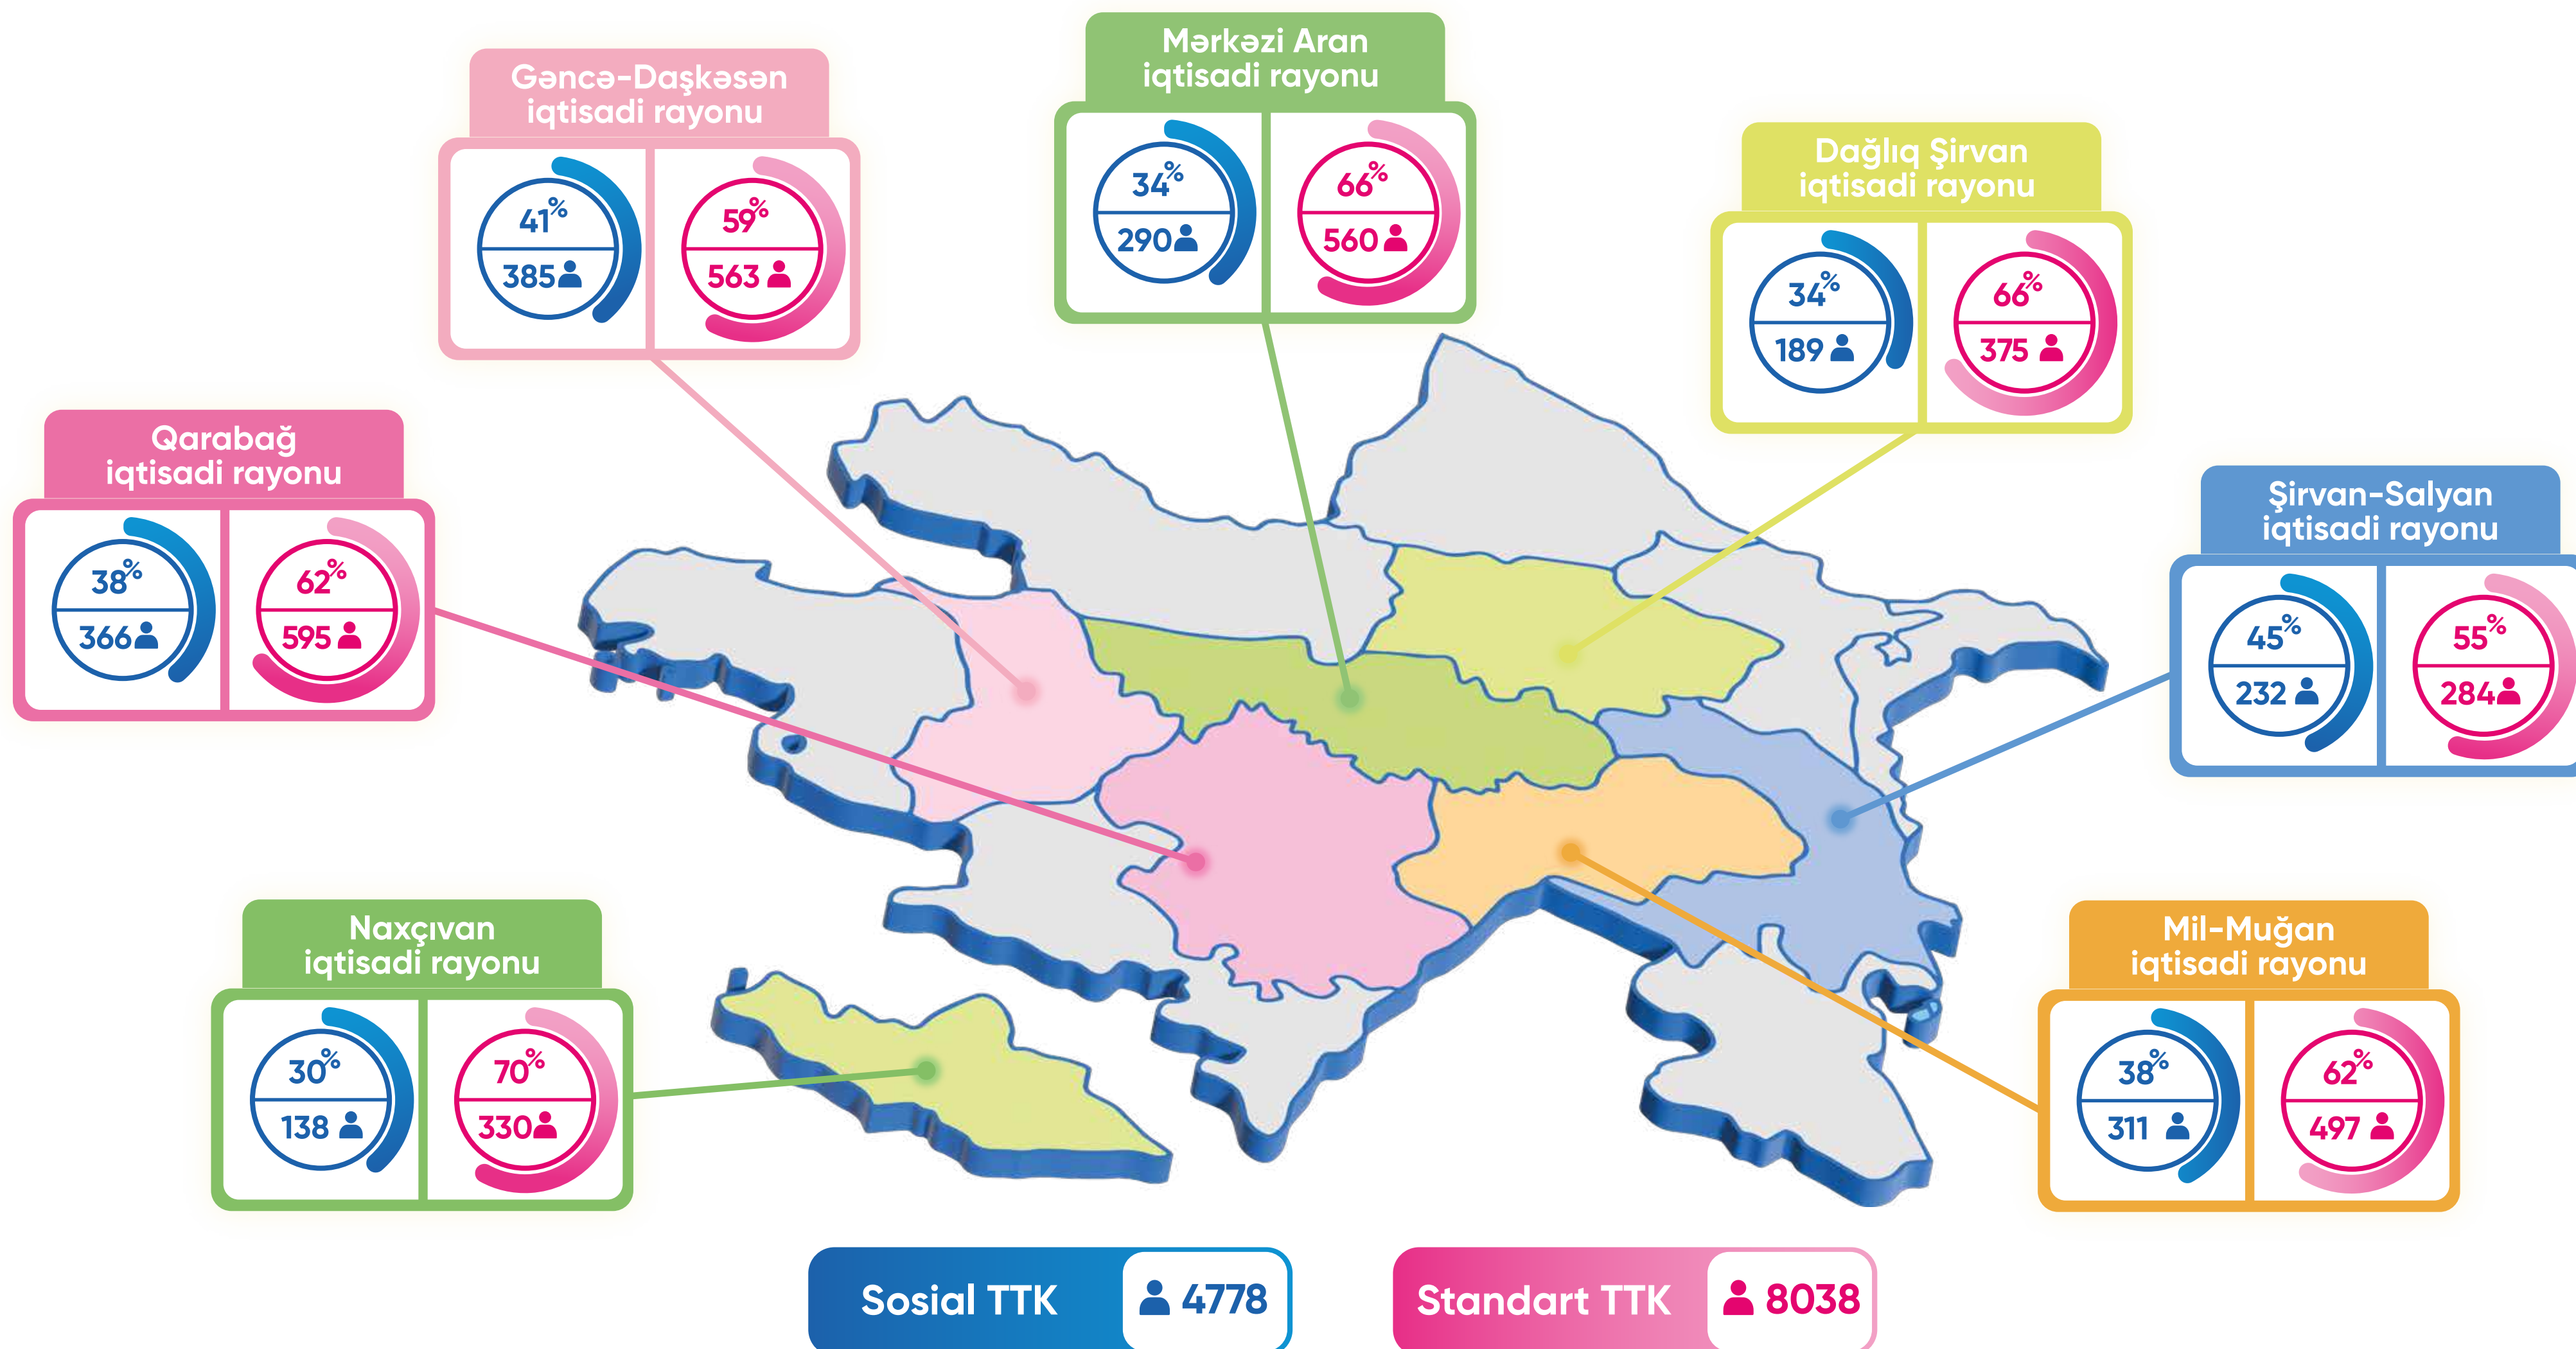 Mərkəzi Aran
iqtisadi rayonu
34%
290
66%
560
Gəncə-Daşkəsən
iqtisadi rayonu
41%
385
59%
563
Dağlıq Şirvan
iqtisadi rayonu
34%
189
66%
375
Qarabağ
iqtisadi rayonu
38%
366
62%
595
Şirvan-Salyan
iqtisadi rayonu
45%
232
55%
284
Naxçıvan
iqtisadi rayonu
30%
138
70%
330
Mil-Muğan
iqtisadi rayonu
38%
311
62%
497
Sosial TTK
4778
Standart TTK
8038